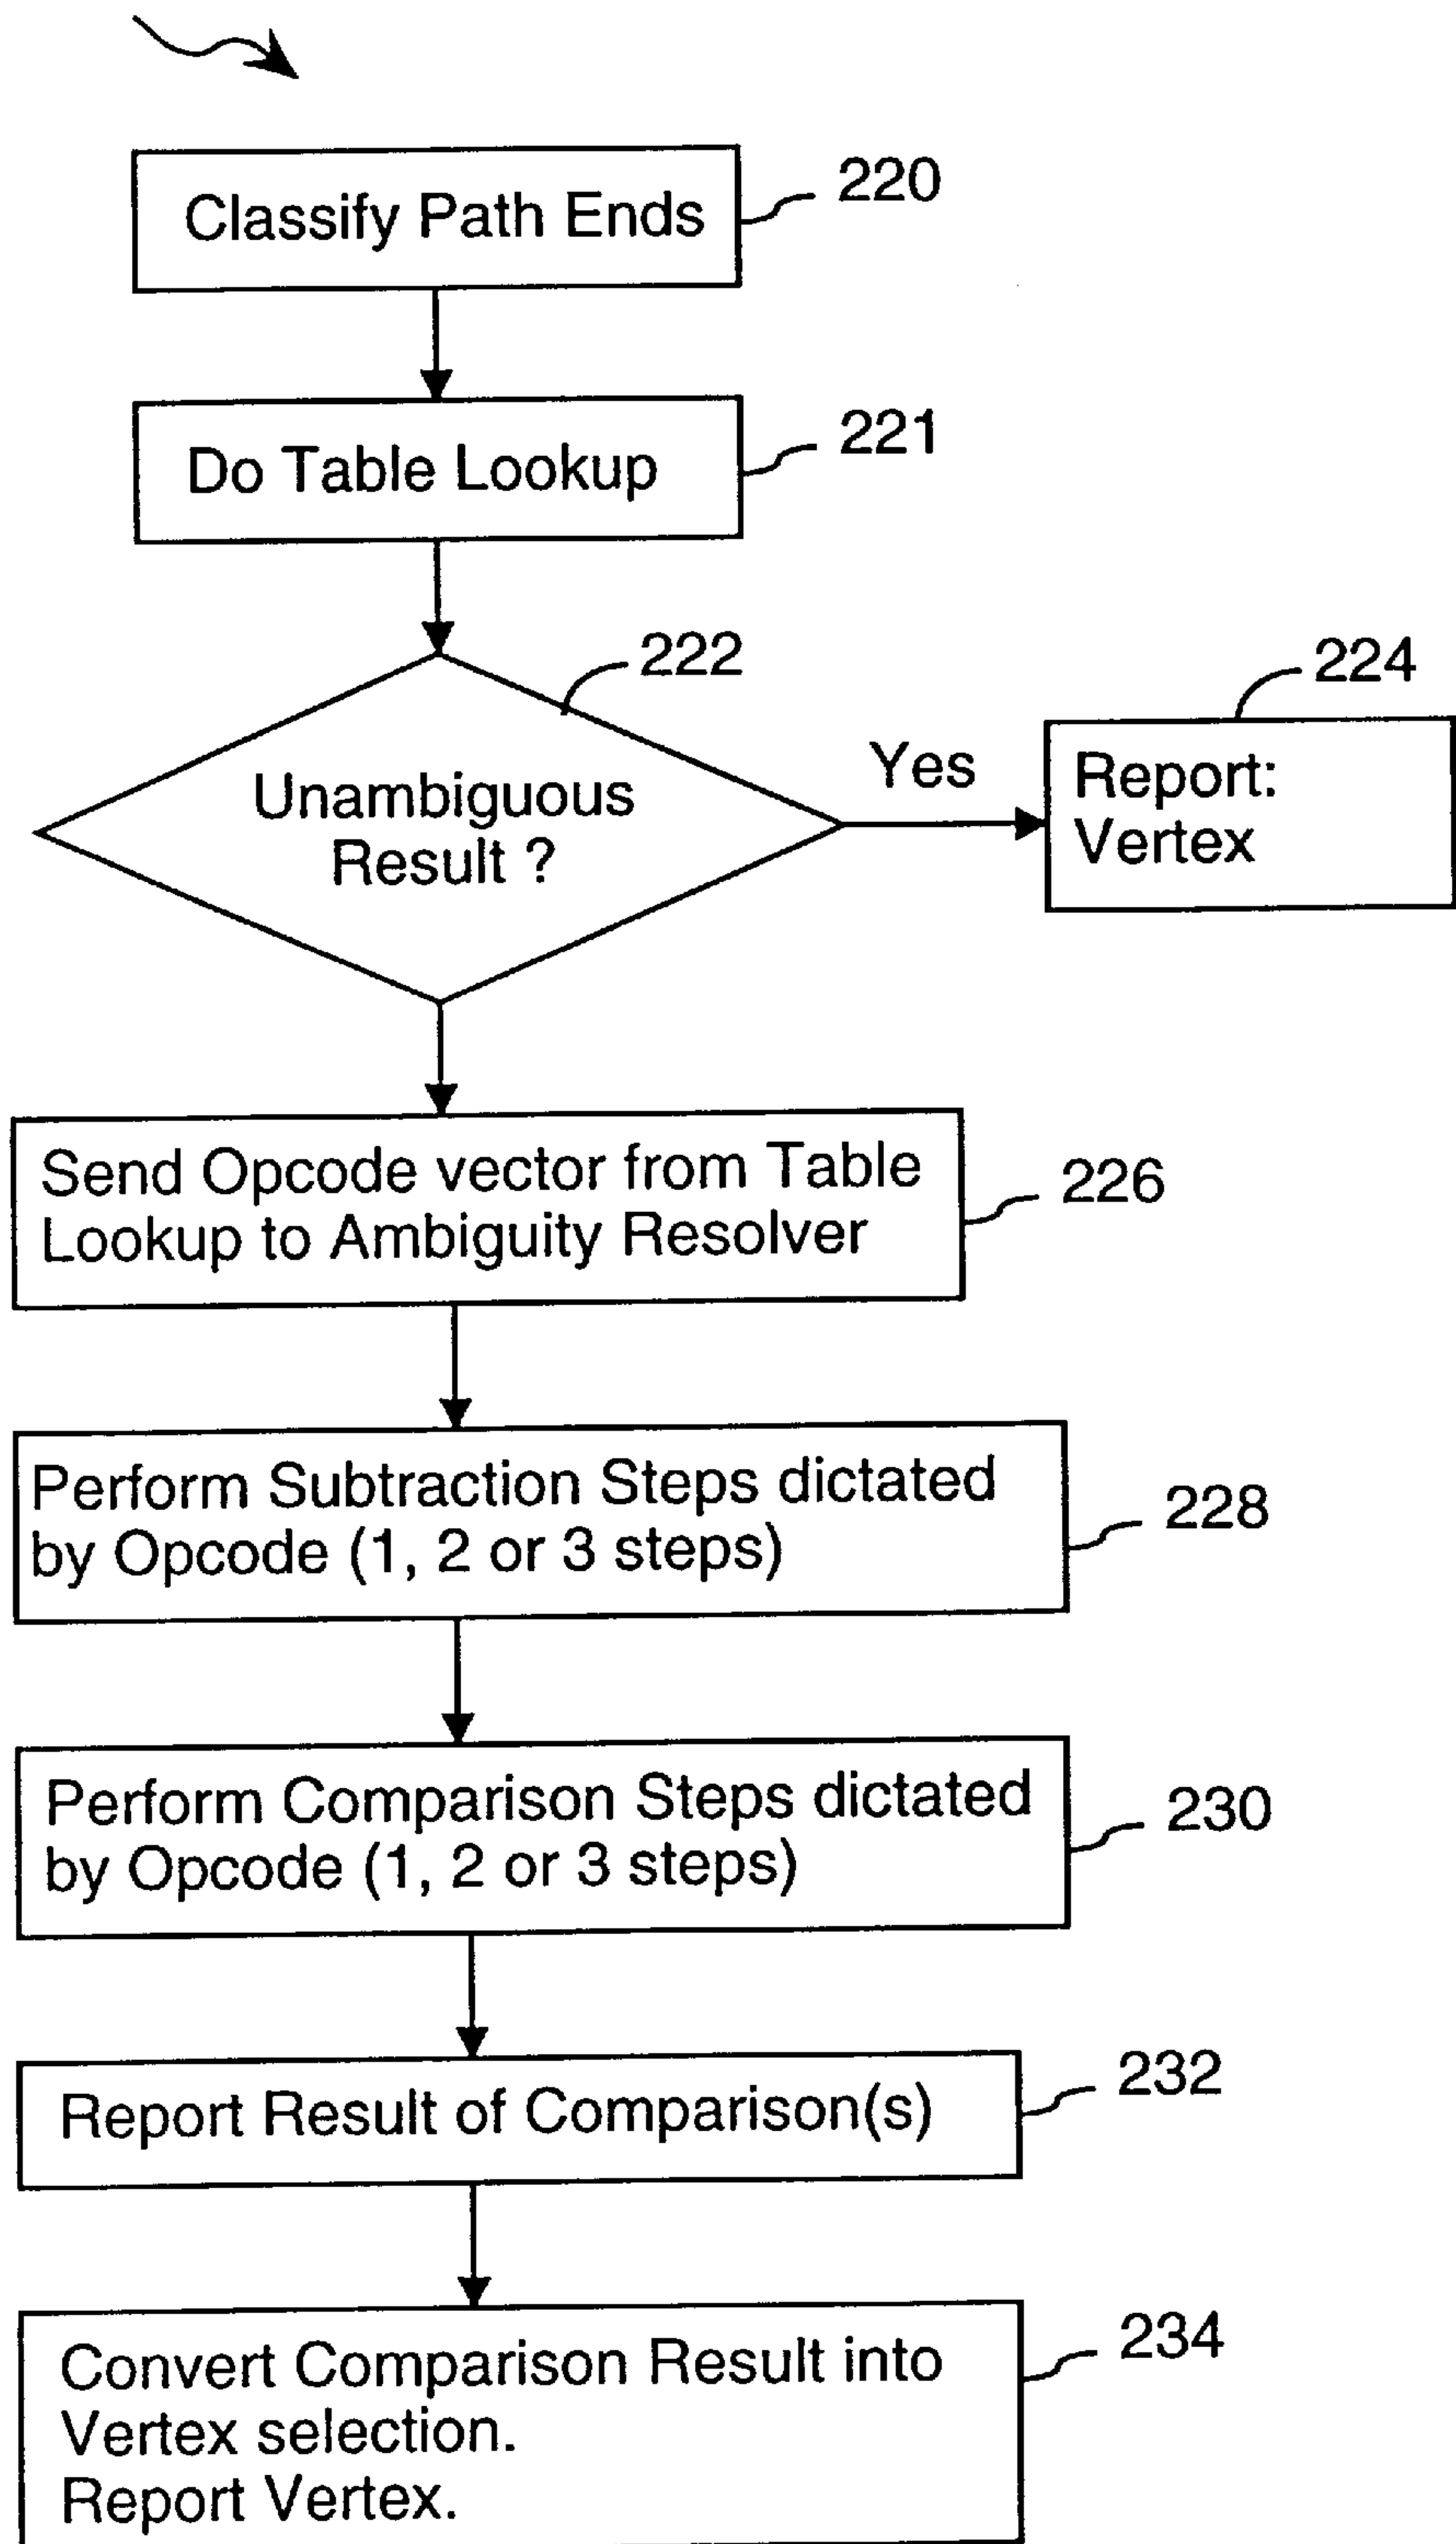 220
Classify Path Ends
221
Do Table Lookup
222
224
Unambiguous
Result ?
Yes
Report:
Vertex
Send Opcode vector from Table
Lookup to Ambiguity Resolver
226
Perform Subtraction Steps dictated
by Opcode (1, 2 or 3 steps)
228
Perform Comparison Steps dictated
by Opcode (1, 2 or 3 steps)
230
Report Result of Comparison(s)
232
Convert Comparison Result into
Vertex selection.
Report Vertex.
234